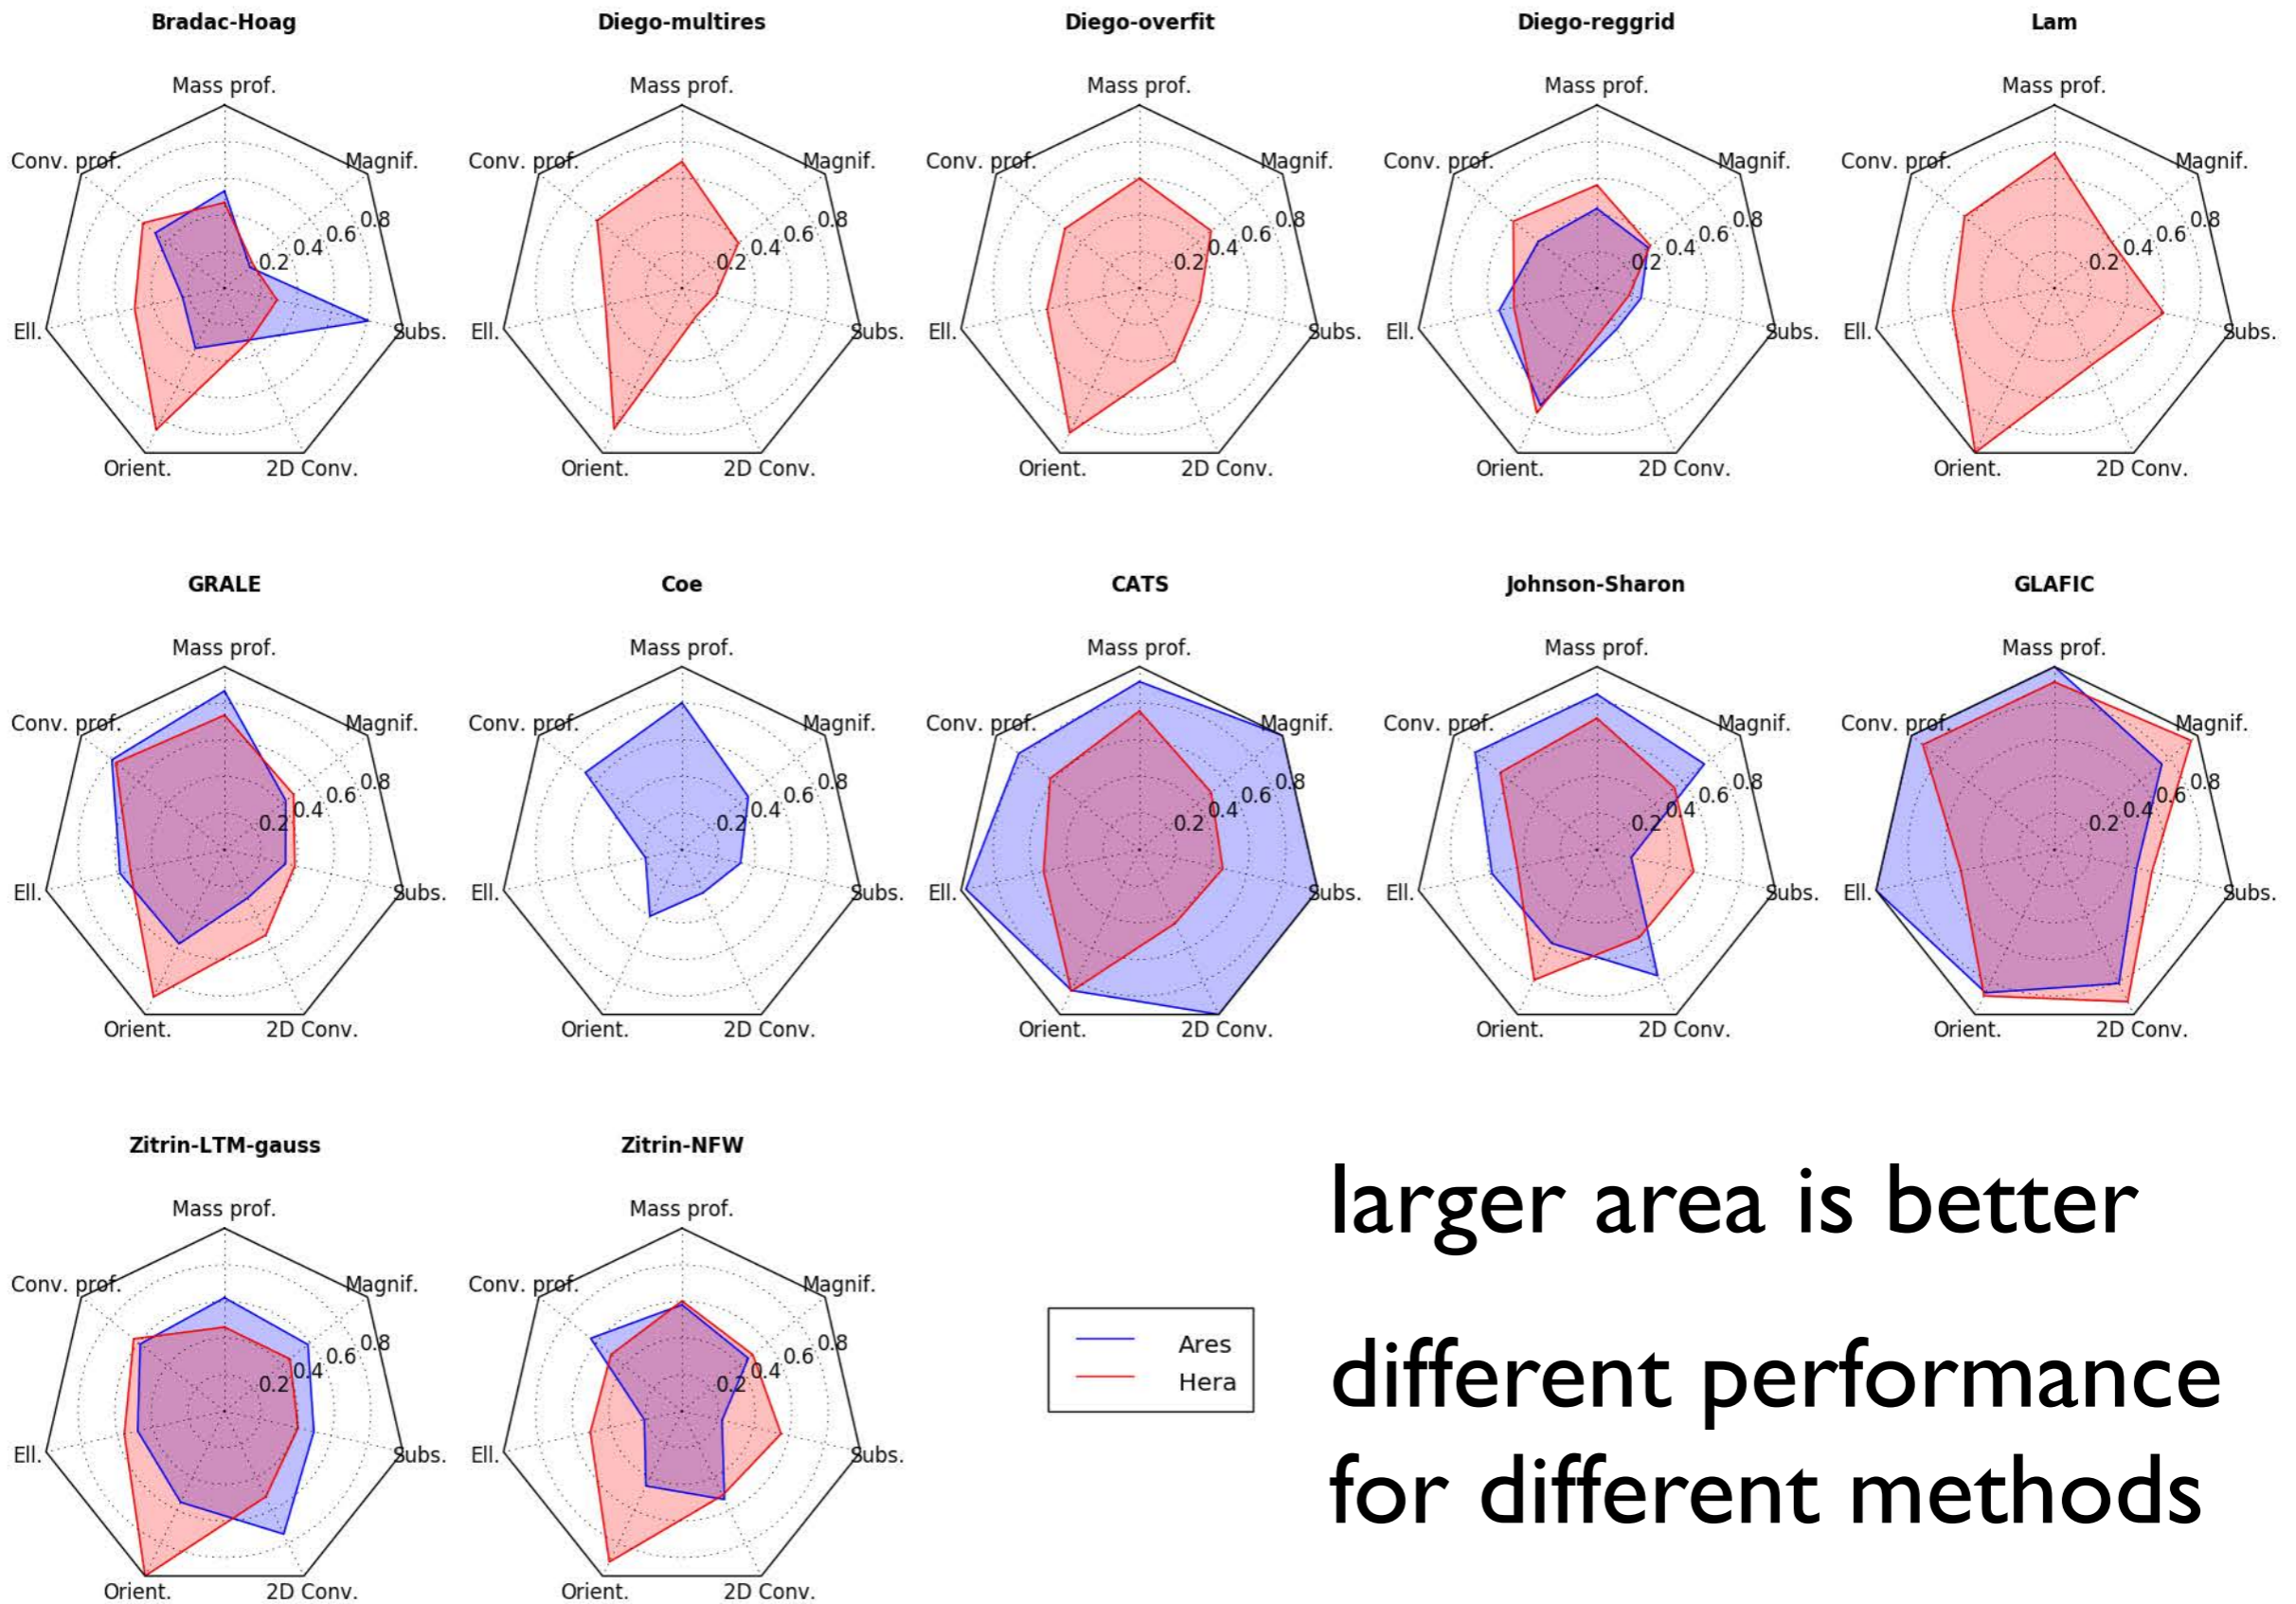 Bradac-Hoag
Mass prof.
Conv. prof.
Magnif.
0.2 0.4 0.6 0.8
Ell.
Subs.
Orient.
2D Conv.
Diego-multires
Mass prof.
Conv. prof.
Magnif.
0.2 0.4 0.6 0.8
Ell.
Subs.
Orient.
2D Conv.
Diego-overfit
Mass prof.
Conv. prof.
Magnif.
0.2 0.4 0.6 0.8
Ell.
Subs.
Orient.
2D Conv.
Diego-reggrid
Mass prof.
Conv. prof.
Magnif.
0.2 0.4 0.6 0.8
Ell.
Subs.
Orient.
2D Conv.
Lam
Mass prof.
Conv. prof.
Magnif.
0.2 0.4 0.6 0.8
Ell.
Subs.
Orient.
2D Conv.
GRALE
Mass prof.
Conv. prof.
Magnif.
0.2 0.4 0.6 0.8
Ell.
Subs.
Orient.
2D Conv.
Coe
Mass prof.
Conv. prof.
Magnif.
0.2 0.4 0.6 0.8
Ell.
Subs.
Orient.
2D Conv.
CATS
Mass prof.
Conv. prof.
Magnif.
0.2 0.4 0.6 0.8
Ell.
Subs.
Orient.
2D Conv.
Johnson-Sharon
Mass prof.
Conv. prof.
Magnif.
0.2 0.4 0.6 0.8
Ell.
Subs.
Orient.
2D Conv.
GLAFIC
Mass prof.
Conv. prof.
Magnif.
0.2 0.4 0.6 0.8
Ell.
Subs.
Orient.
2D Conv.
Zitrin-LTM-gauss
Mass prof.
Conv. prof.
Magnif.
0.2 0.4 0.6 0.8
Ell.
Subs.
Orient.
2D Conv.
Zitrin-NFW
Mass prof.
Conv. prof.
Magnif.
0.2 0.4 0.6 0.8
Ell.
Subs.
Orient.
2D Conv.
Ares
Hera
larger area is better
different performance
for different methods